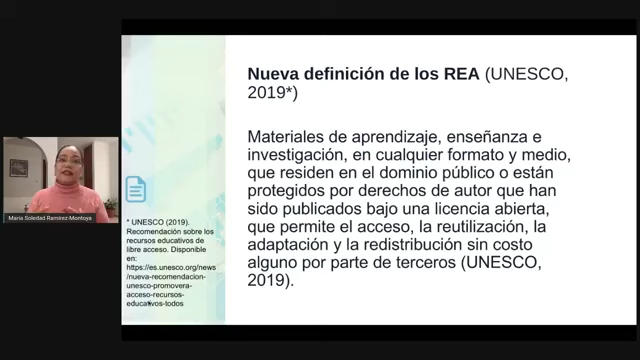 Nueva definición de los REA (UNESCO,
2019*)
Materiales de aprendizaje, enseñanza e
investigación, en cualquier formato y medio,
que residen en el dominio público o están
protegidos por derechos de autor que han
sido publicados bajo una licencia abierta,
que permite el acceso, la reutilización, la
adaptación y la redistribución sin costo
alguno por parte de terceros (UNESCO,
2019).
* UNESCO (2019).
Recomendación sobre los
recursos educativos de
libre acceso. Disponible
en:
https://es.unesco.org/news
/nueva-recomendacion-
unesco-promovera-
acceso-recursos-
educativos-todos
Maria Soledad Ramirez-Montoya